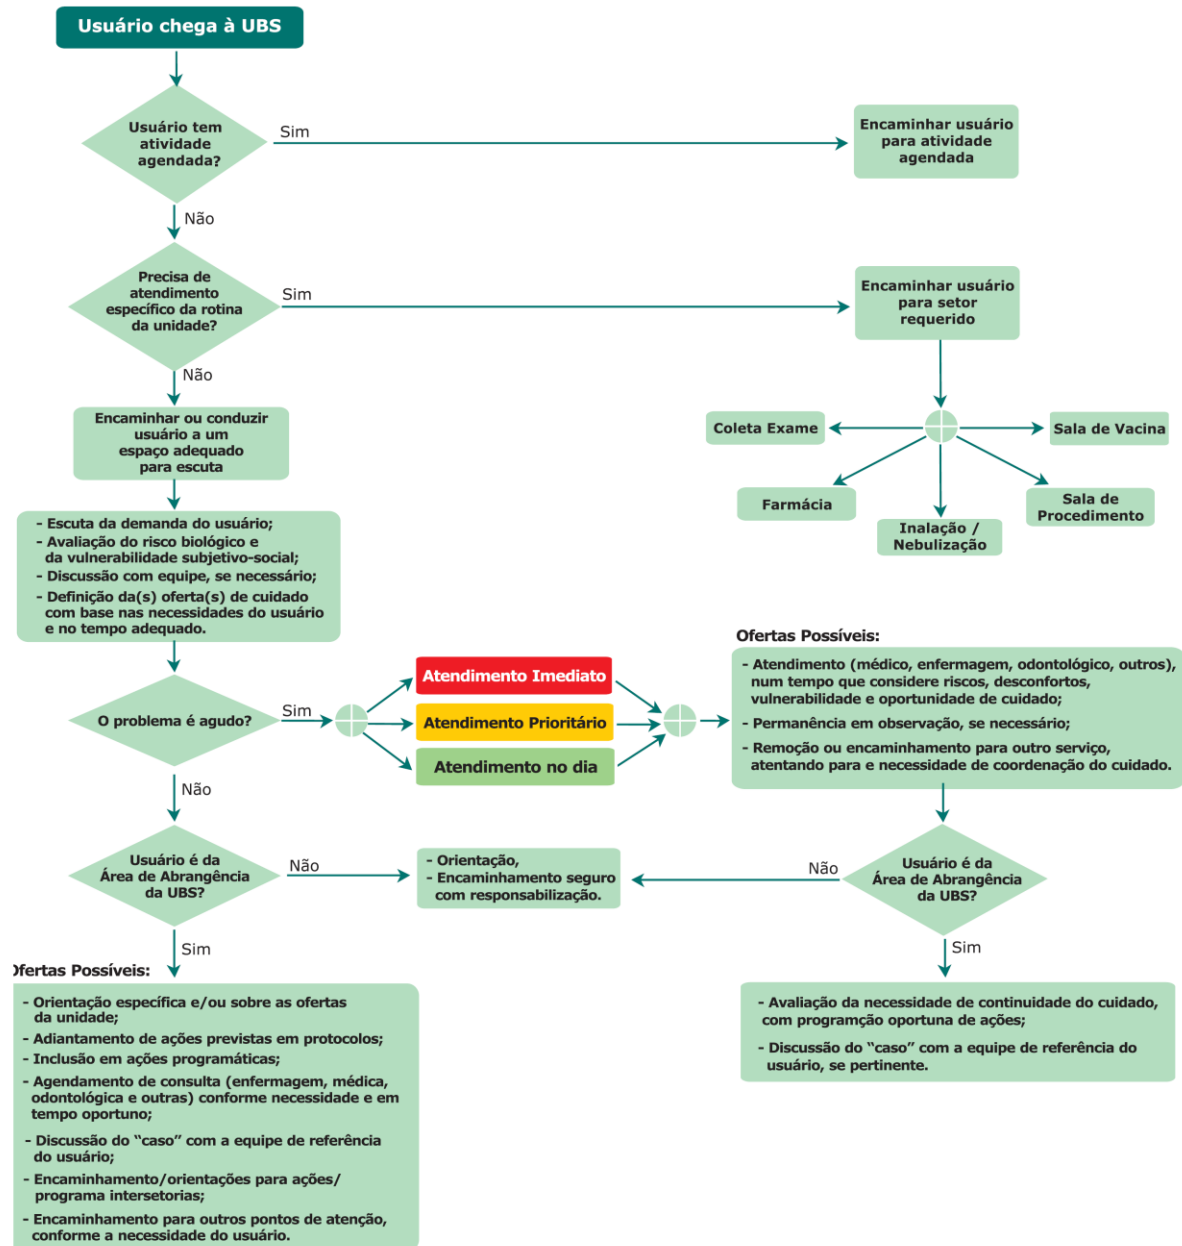 Usuário chega à UBS
Usuário tem
atividade
agendada?
Sim
Encaminhar usuário
para atividade
agendada
Não
Precisa de
atendimento
específico da rotina
da unidade?
Sim
Encaminhar usuário
para setor
requerido
Não
Encaminhar ou conduzir
usuário a um
espaço adequado
para escuta
Coleta Exame
Sala de Vacina
Farmácia
Sala de
Procedimento
Inalação /
Nebulização
- Escuta da demanda do usuário;
- Avaliação do risco biológico e
da vulnerabilidade subjetivo-social;
- Discussão com equipe, se necessário;
- Definição da(s) oferta(s) de cuidado
com base nas necessidades do usuário
e no tempo adequado.
O problema é agudo?
Sim
Atendimento Imediato
Atendimento Prioritário
Atendimento no dia
Ofertas Possíveis:
- Atendimento (médico, enfermagem, odontológico, outros),
num tempo que considere riscos, desconfortos,
vulnerabilidade e oportunidade de cuidado;
- Permanência em observação, se necessário;
- Remoção ou encaminhamento para outro serviço,
atentando para e necessidade de coordenação do cuidado.
Não
Usuário é da
Área de Abrangência
da UBS?
Não
- Orientação,
- Encaminhamento seguro
com responsabilização.
Não
Usuário é da
Área de Abrangência
da UBS?
Sim
Sim
Ofertas Possíveis:
- Orientação específica e/ou sobre as ofertas
da unidade;
- Adiantamento de ações previstas em protocolos;
- Inclusão em ações programáticas;
- Agendamento de consulta (enfermagem, médica,
odontológica e outras) conforme necessidade e em
tempo oportuno;
- Discussão do “caso” com a equipe de referência
do usuário;
- Encaminhamento/orientações para ações/
programa intersetorias;
- Encaminhamento para outros pontos de atenção,
conforme a necessidade do usuário.
- Avaliação da necessidade de continuidade do cuidado,
com programção oportuna de ações;
- Discussão do “caso” com a equipe de referência do
usuário, se pertinente.